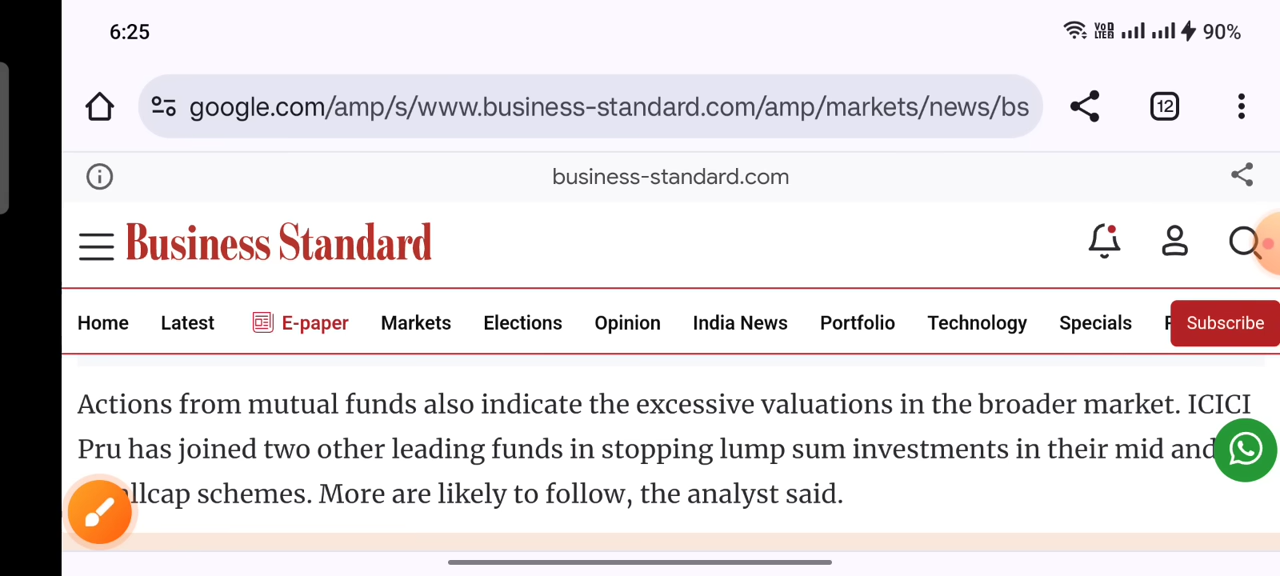 6:25 VoD LTEB 90%
google.com/amp/s/www.business-standard.com/amp/markets/news/bs 12
business-standard.com
Business Standard
Home Latest E-paper Markets Elections Opinion India News Portfolio Technology Specials Subscribe
Actions from mutual funds also indicate the excessive valuations in the broader market. ICICI
Pru has joined two other leading funds in stopping lump sum investments in their mid and
llcap schemes. More are likely to follow, the analyst said.